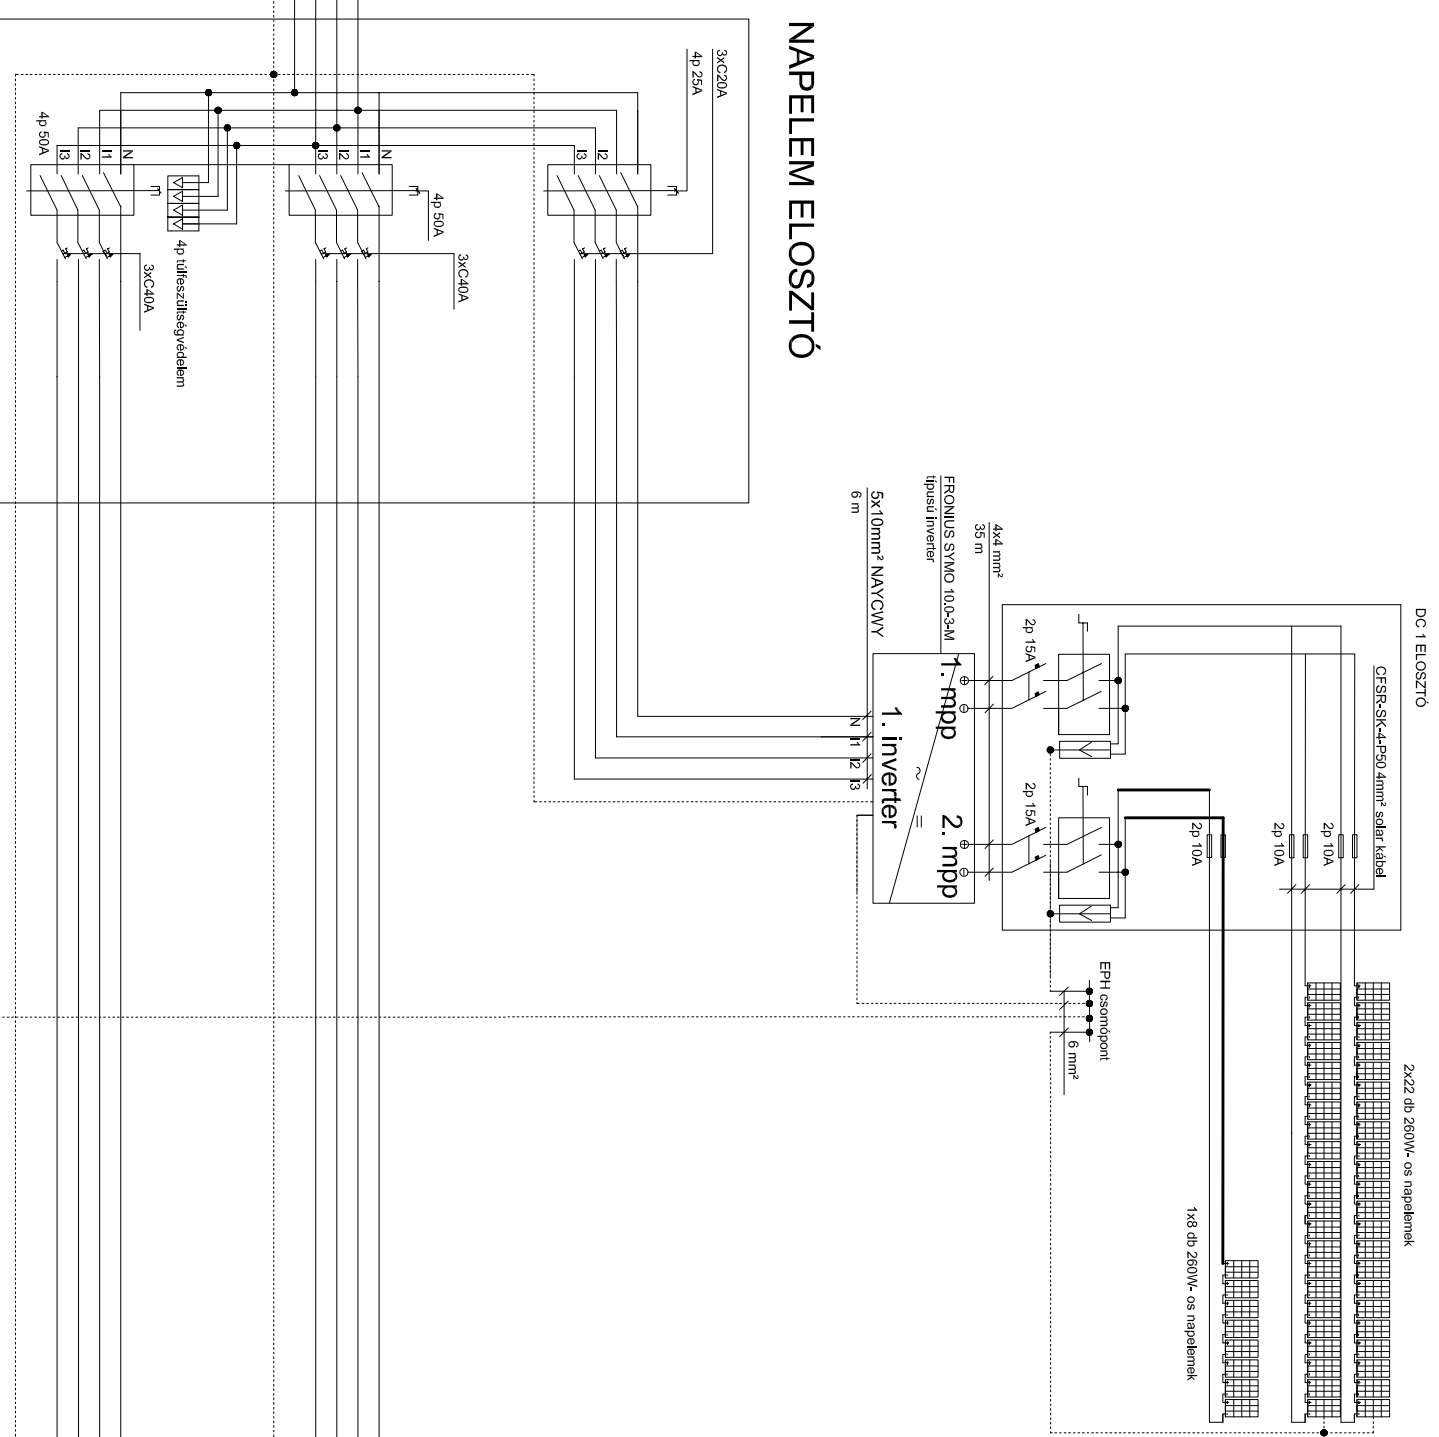 NAPELEM ELOSZTÓ
3xC20A
4p 25A
4p 50A
l3
l2
l1
N
4p túlfeszültségvédelem
3xC40A
l3
l2
l1
N
4p 50A
3xC40A
l3
l2
5x10mm² NAYCWY
6 m
FRONIUS SYMO 10.0-3-M
típusú inverter
4x4 mm²
35 m
DC 1 ELOSZTÓ
CFSR-SK-4-P50 4mm² solar kábel
2p 15A
2p 15A
2p 10A
2p 10A
2p 10A
1. mpp
2. mpp
1. inverter
~
=
N
l1
l2
l3
EPH csomópont
6 mm²
2x22 db 260W- os napelemek
1x8 db 260W- os napelemek